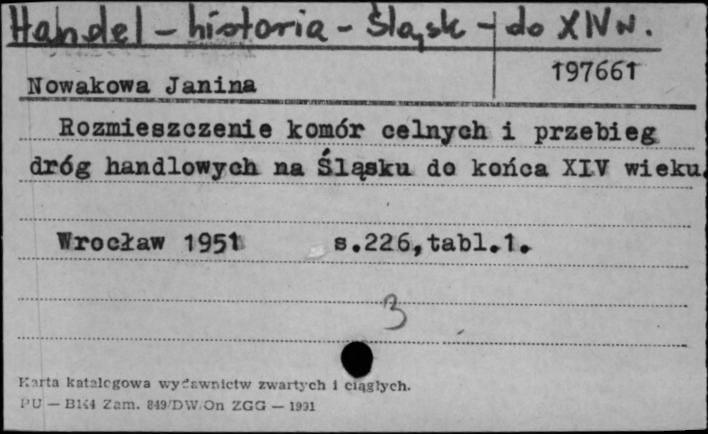 Handel - historia - Śląsk - do XIV w.
197661
Nowakowa Janina
Rozmieszczenie komór celnych i przebieg
dróg handlowych na Śląsku do końca XIV wieku.
Wrocław 1951 s.226,tabl.1.
3
Karta katalogowa wydawnictw zwartych i ciągłych.
PU — B144 Zam. 849/DW/On ZGG — 1991